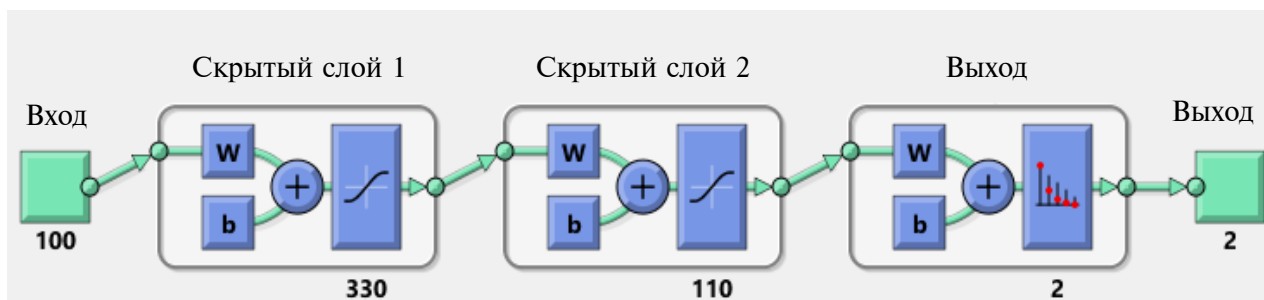 Скрытый слой 1
Скрытый слой 2
Выход
Вход
Выход
W
W
W
b
b
b
100
330
110
2
2